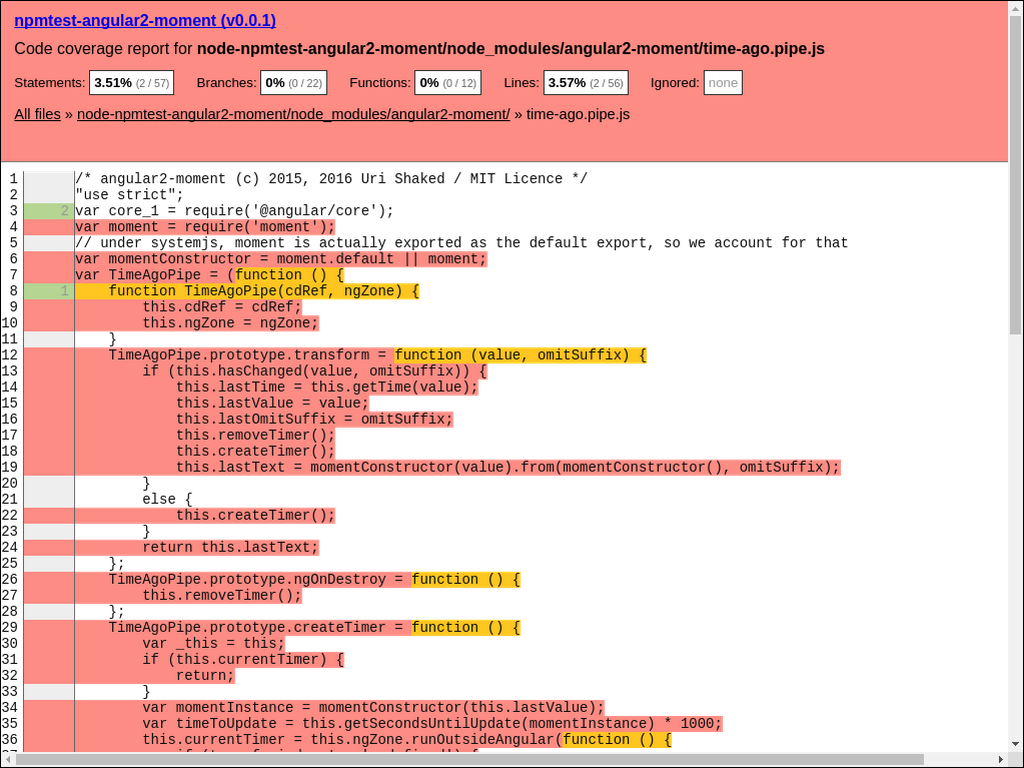 npmtest-angular2-moment (v0.0.1)
Code coverage report for node-npmtest-angular2-moment/node_modules/angular2-moment/time-ago.pipe.js
Statements: 3.51% (2 / 57) Branches: 0% (0 / 22) Functions: 0% (0 / 12) Lines: 3.57% (2 / 56) Ignored: none
All files » node-npmtest-angular2-moment/node_modules/angular2-moment/ » time-ago.pipe.js
1 /* angular2-moment (c) 2015, 2016 Uri Shaked / MIT Licence */
2 "use strict";
3 2 var core_1 = require('@angular/core');
4 var moment = require('moment');
5 // under systemjs, moment is actually exported as the default export, so we account for that
6 var momentConstructor = moment.default || moment;
7 var TimeAgoPipe = (function () {
8 1 function TimeAgoPipe(cdRef, ngZone) {
9 this.cdRef = cdRef;
10 this.ngZone = ngZone;
11 }
12 TimeAgoPipe.prototype.transform = function (value, omitSuffix) {
13 if (this.hasChanged(value, omitSuffix)) {
14 this.lastTime = this.getTime(value);
15 this.lastValue = value;
16 this.lastOmitSuffix = omitSuffix;
17 this.removeTimer();
18 this.createTimer();
19 this.lastText = momentConstructor(value).from(momentConstructor(), omitSuffix);
20 }
21 else {
22 this.createTimer();
23 }
24 return this.lastText;
25 };
26 TimeAgoPipe.prototype.ngOnDestroy = function () {
27 this.removeTimer();
28 };
29 TimeAgoPipe.prototype.createTimer = function () {
30 var _this = this;
31 if (this.currentTimer) {
32 return;
33 }
34 var momentInstance = momentConstructor(this.lastValue);
35 var timeToUpdate = this.getSecondsUntilUpdate(momentInstance) * 1000;
36 this.currentTimer = this.ngZone.runOutsideAngular(function () {